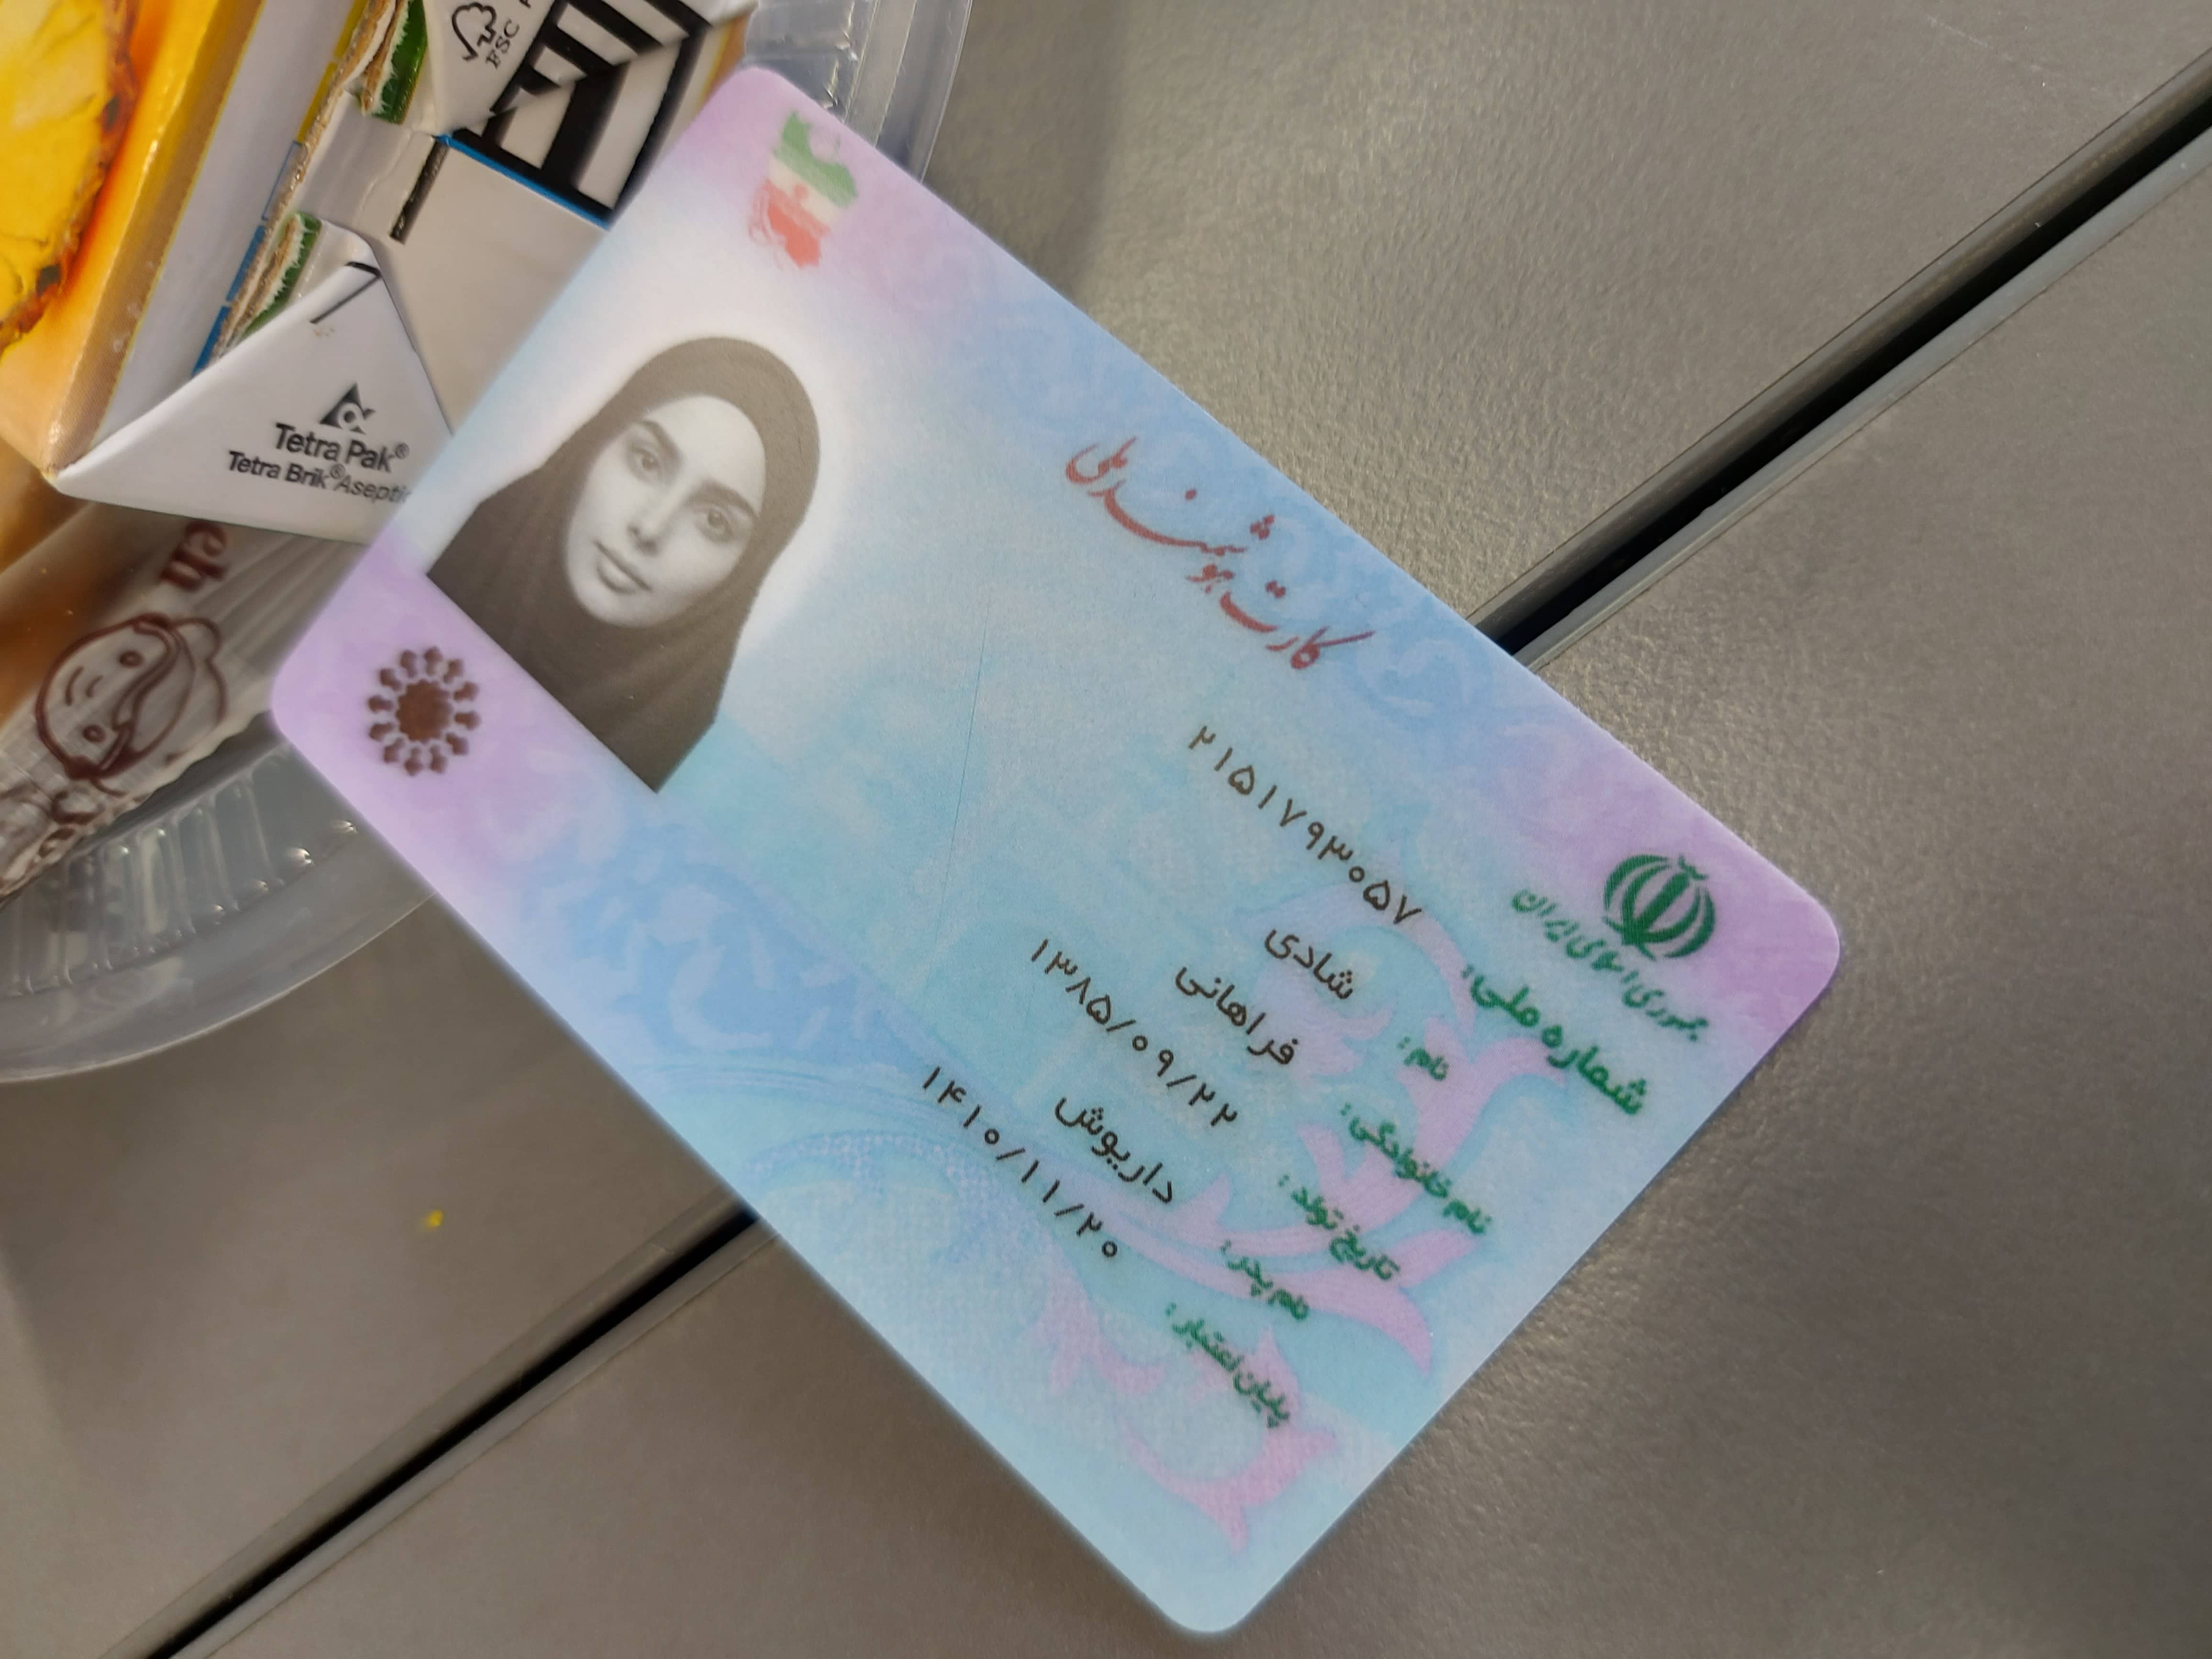 FSC
Tetra Pak®
Tetra Brik® Aseptic
کارت هوشمند ملی
جمهوری اسلامی ایران
شماره ملی: ۲۱۵۱۷۹۳۰۵۷
نام: شادی
نام خانوادگی: فراهانی
تاریخ تولد: ۱۳۸۵/۰۹/۲۲
نام پدر: داریوش
پایان اعتبار: ۱۴۱۰/۱۱/۲۰